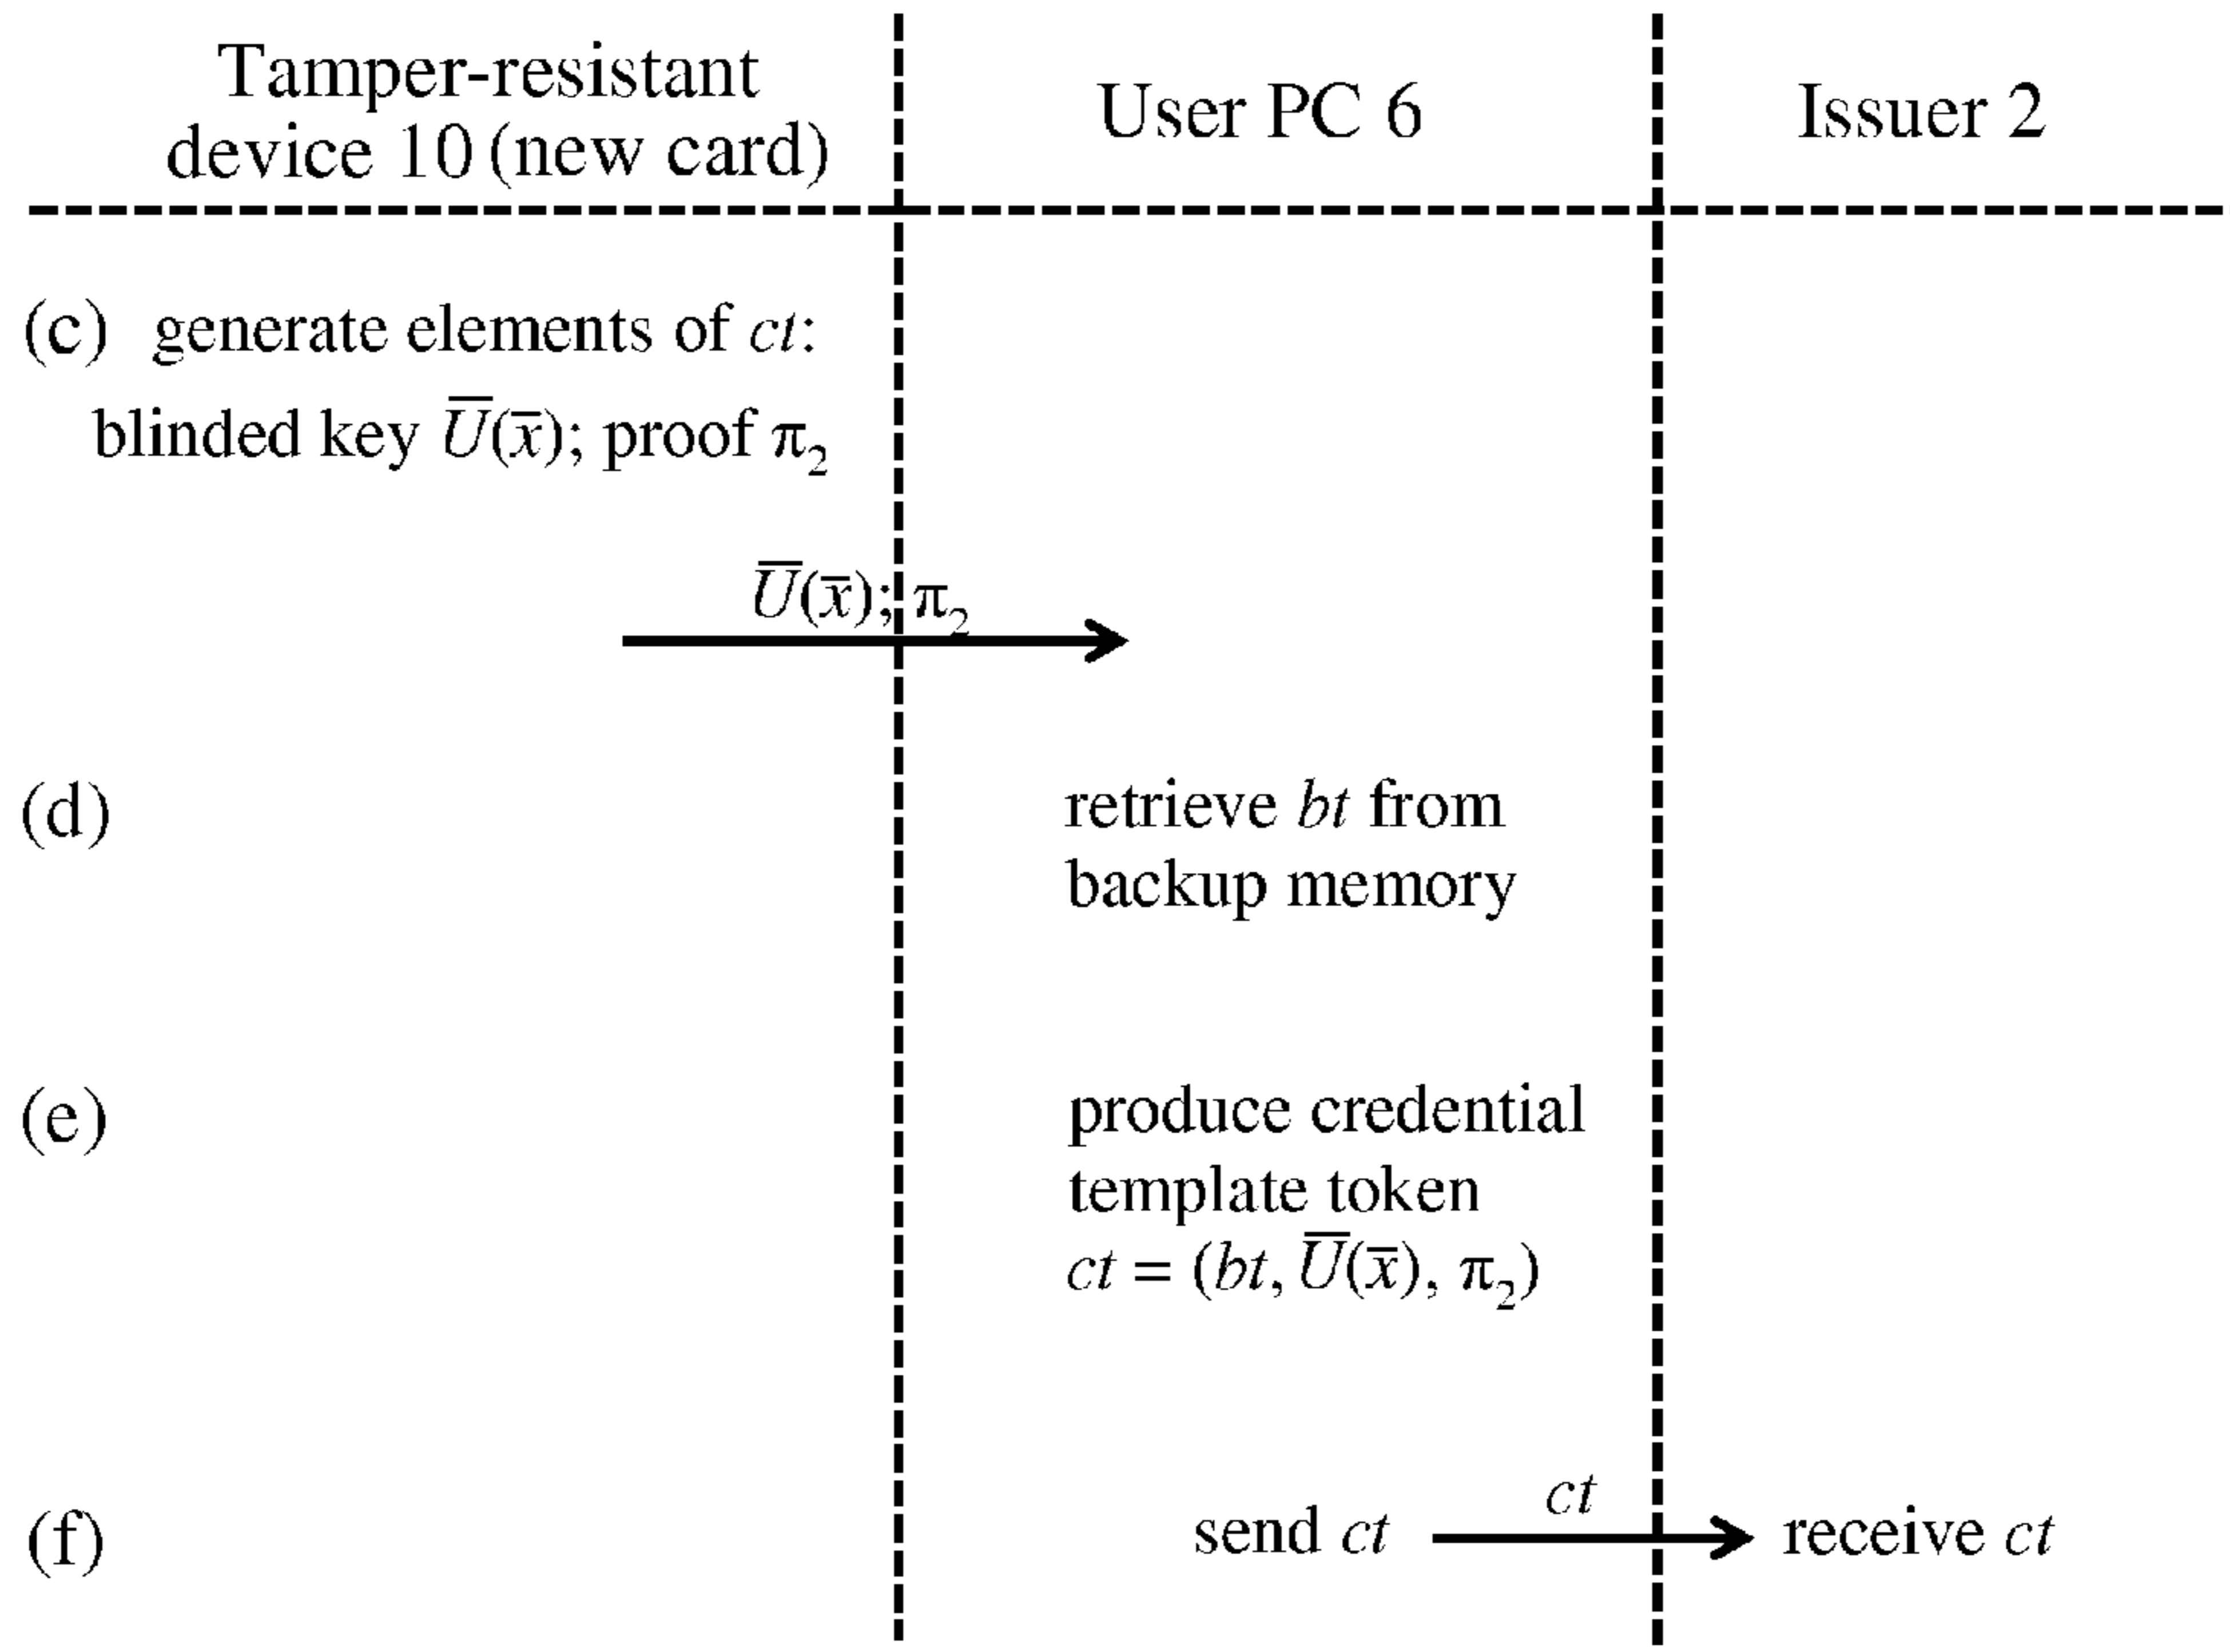 Tamper-resistant
device 10 (new card)
User PC 6
Issuer 2
(c) generate elements of ct:
blinded key U̅(x̅); proof π₂
U̅(x̅); π₂
(d) retrieve bt from
backup memory
(e) produce credential
template token
ct = (bt, U̅(x̅), π₂)
(f) send ct ct receive ct